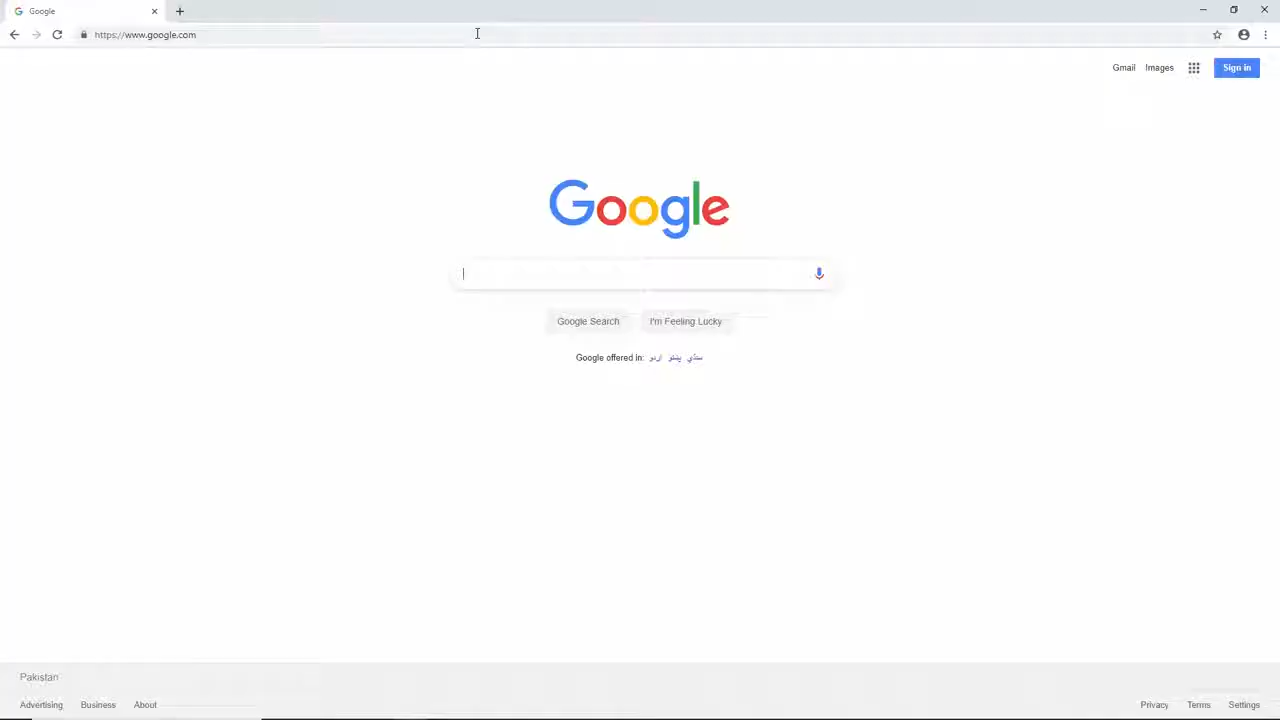 Google
https://www.google.com
Gmail Images Sign in
Google
Google Search I'm Feeling Lucky
Google offered in: اردو پښتو سنڌي
Pakistan
Advertising Business About Privacy Terms Settings